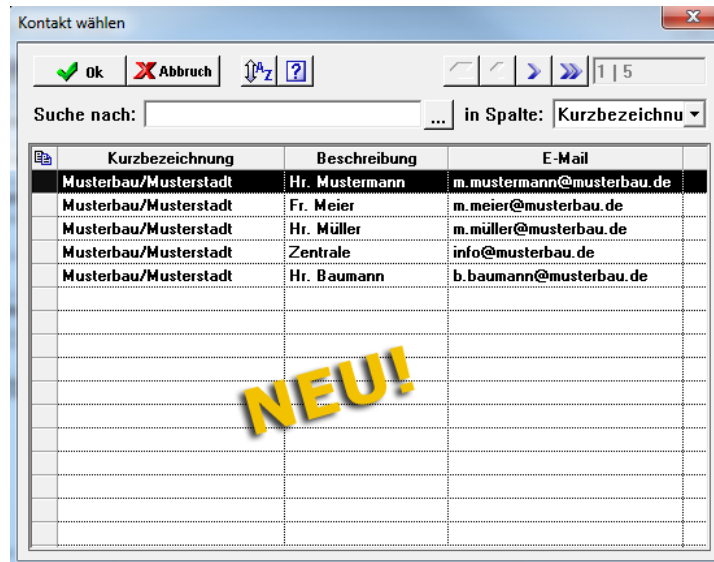 Kontakt wählen
Ok Abbruch A Z ? 1 | 5
Suche nach: ... in Spalte: Kurzbezeichnu
Kurzbezeichnung Beschreibung E-Mail
Musterbau/Musterstadt Hr. Mustermann m.mustermann@musterbau.de
Musterbau/Musterstadt Fr. Meier m.meier@musterbau.de
Musterbau/Musterstadt Hr. Müller m.müller@musterbau.de
Musterbau/Musterstadt Zentrale info@musterbau.de
Musterbau/Musterstadt Hr. Baumann b.baumann@musterbau.de
NEU!